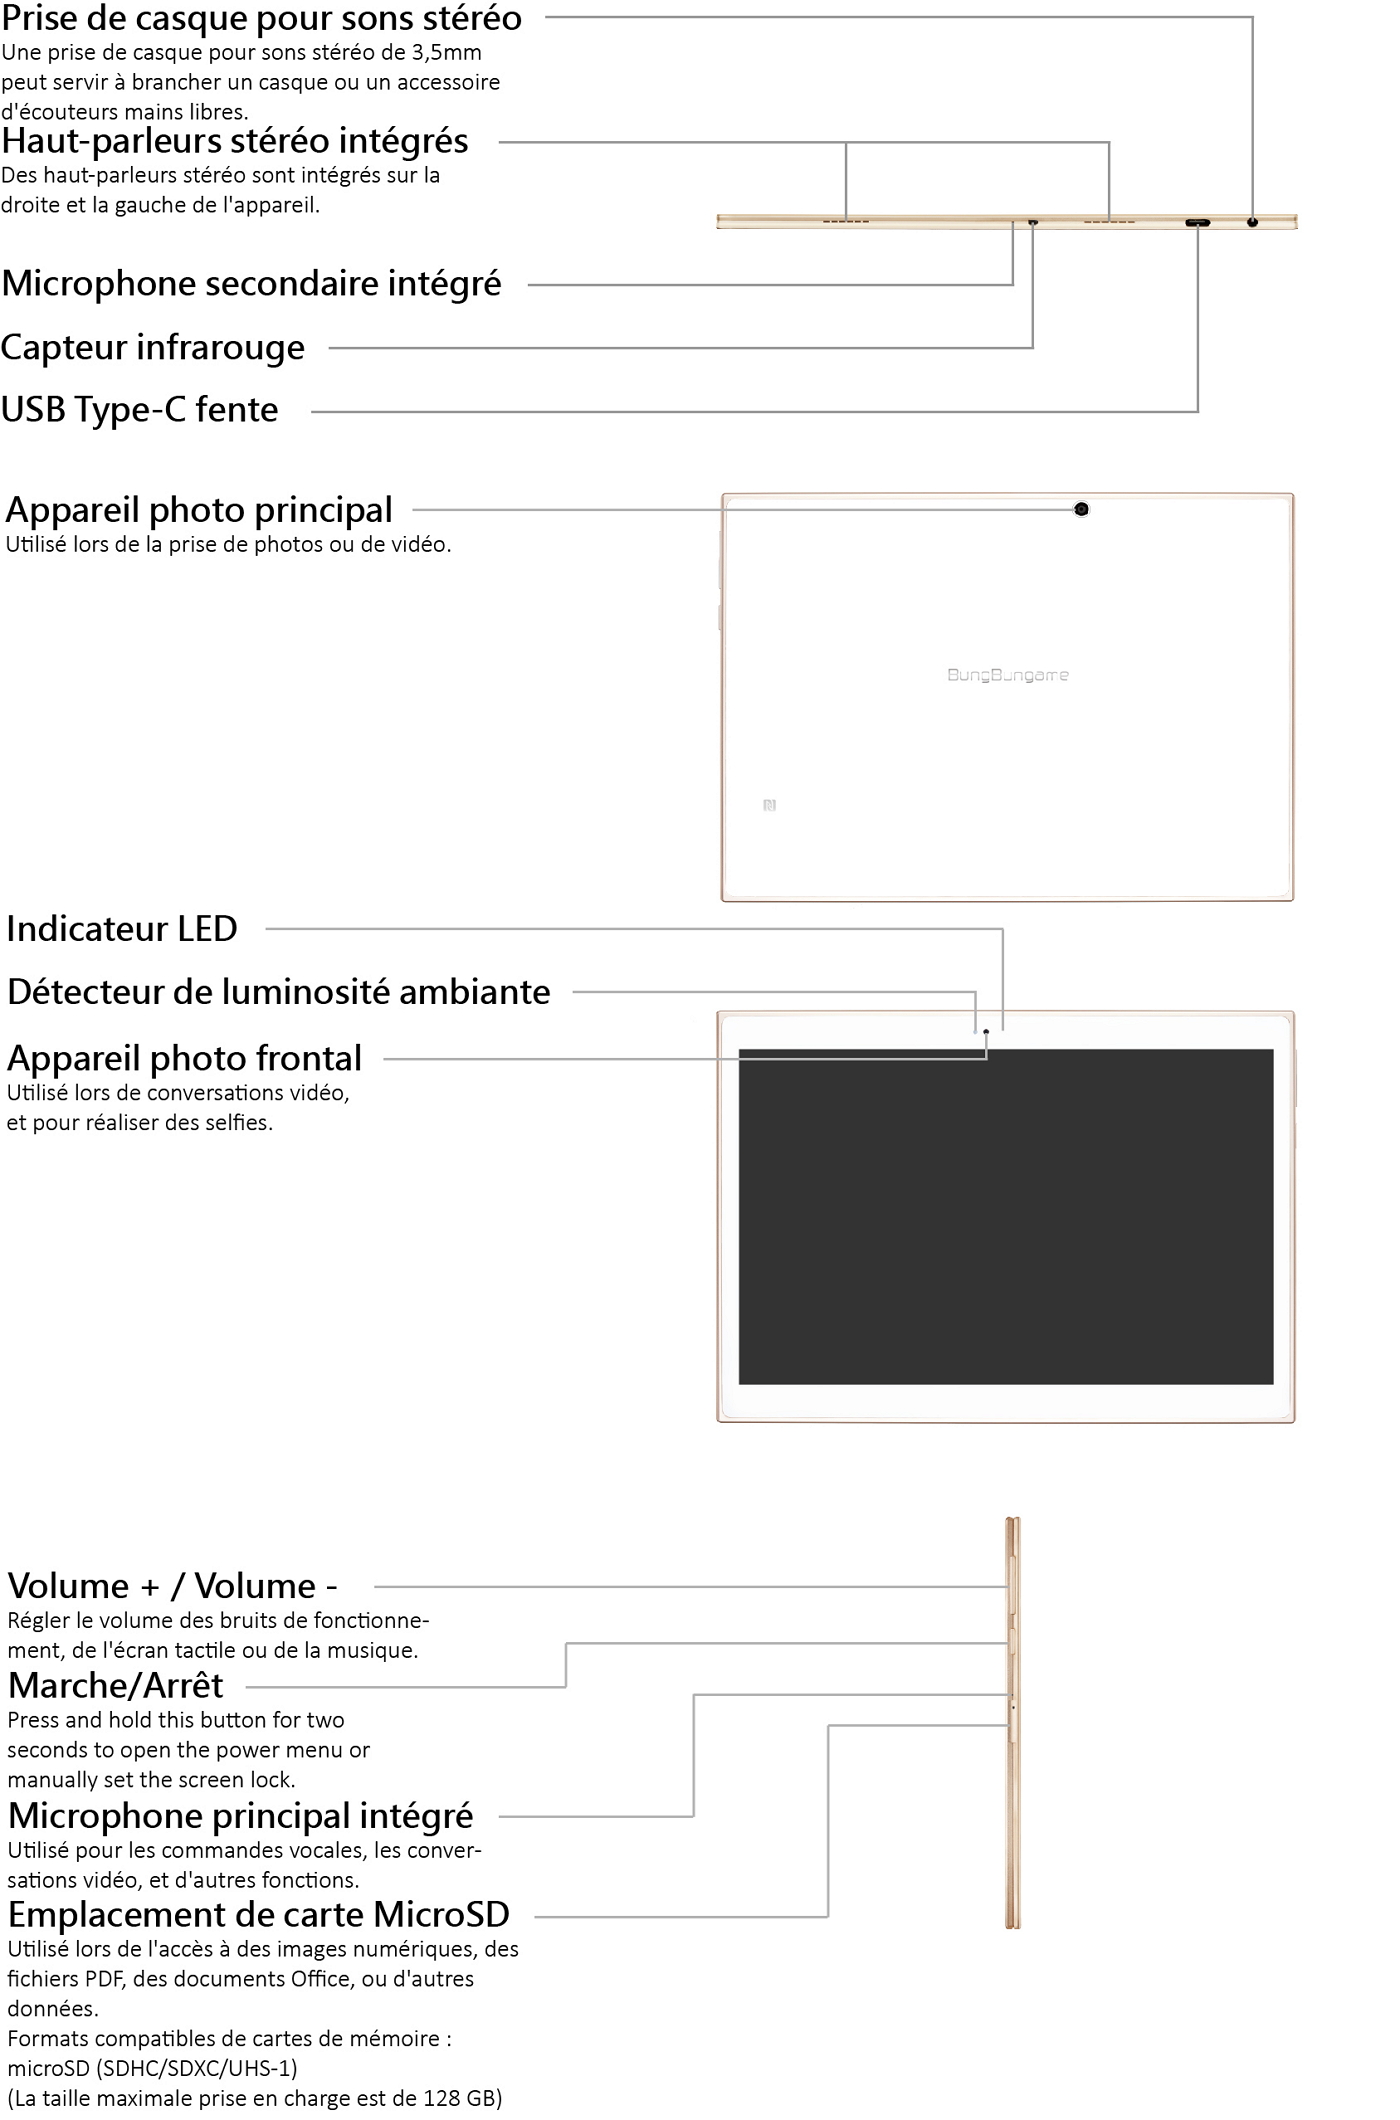 Prise de casque pour sons stéréo
Une prise de casque pour sons stéréo de 3,5mm
peut servir à brancher un casque ou un accessoire
d'écouteurs mains libres.
Haut-parleurs stéréo intégrés
Des haut-parleurs stéréo sont intégrés sur la
droite et la gauche de l'appareil.
Microphone secondaire intégré
Capteur infrarouge
USB Type-C fente
Appareil photo principal
Utilisé lors de la prise de photos ou de vidéo.
BungBungame
Indicateur LED
Détecteur de luminosité ambiante
Appareil photo frontal
Utilisé lors de conversations vidéo,
et pour réaliser des selfies.
Volume + / Volume -
Régler le volume des bruits de fonctionne-
ment, de l'écran tactile ou de la musique.
Marche/Arrêt
Press and hold this button for two
seconds to open the power menu or
manually set the screen lock.
Microphone principal intégré
Utilisé pour les commandes vocales, les conver-
sations vidéo, et d'autres fonctions.
Emplacement de carte MicroSD
Utilisé lors de l'accès à des images numériques, des
fichiers PDF, des documents Office, ou d'autres
données.
Formats compatibles de cartes de mémoire :
microSD (SDHC/SDXC/UHS-1)
(La taille maximale prise en charge est de 128 GB)